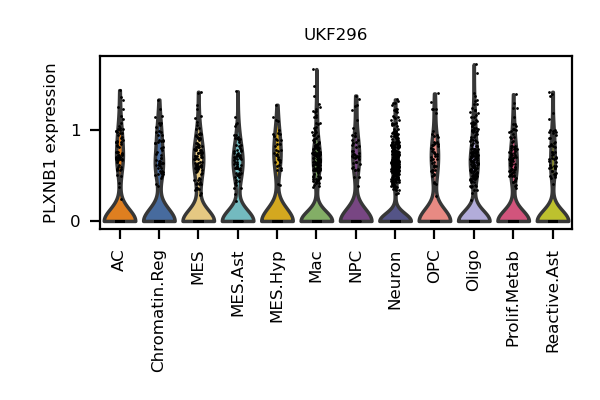 UKF296
PLXNB1 expression
1
0
AC
Chromatin.Reg
MES
MES.Ast
MES.Hyp
Mac
NPC
Neuron
OPC
Oligo
Prolif.Metab
Reactive.Ast